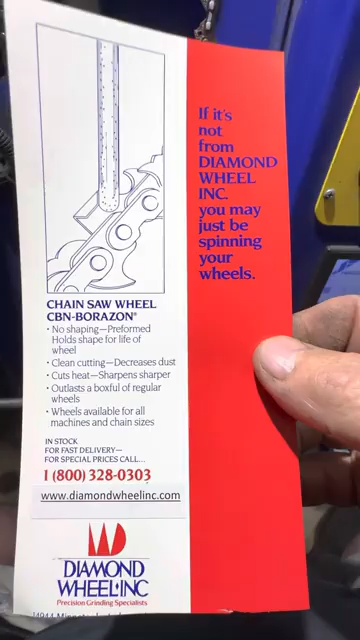 CHAIN SAW WHEEL
CBN-BORAZON®
• No shaping—Preformed
Holds shape for life of
wheel
• Clean cutting—Decreases dust
• Cuts heat—Sharpens sharper
• Outlasts a boxful of regular
wheels
• Wheels available for all
machines and chain sizes
IN STOCK
FOR FAST DELIVERY—
FOR SPECIAL PRICES CALL...
1 (800) 328-0303
www.diamondwheelinc.com
DIAMOND
WHEEL•INC
Precision Grinding Specialists
If it's
not
from
DIAMOND
WHEEL
INC.
you may
just be
spinning
your
wheels.